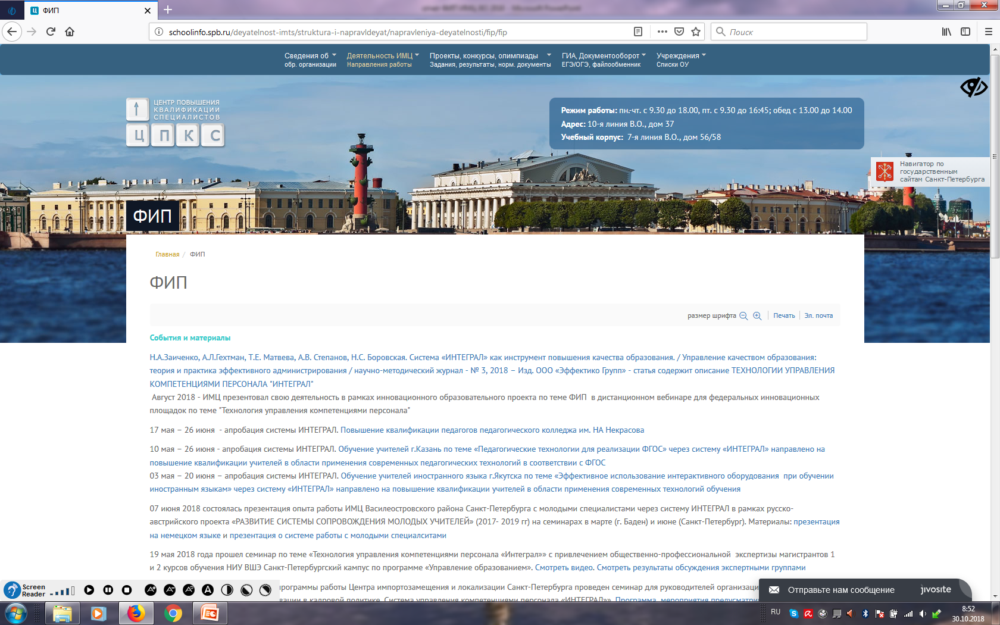 ФИП
schoolinfo.spb.ru/deyatelnost-imts/struktura-i-napravldeyat/napravleniya-deyatelnosti/fip/fip
Поиск
Сведения об
обр. организации
Деятельность ИМЦ
Направления работы
Проекты, конкурсы, олимпиады
Задания, результаты, норм. документы
ГИА, Документооборот
ЕГЭ/ОГЭ, файлообменник
Учреждения
Списки ОУ
ЦЕНТР ПОВЫШЕНИЯ
КВАЛИФИКАЦИИ
СПЕЦИАЛИСТОВ
ЦПКС
Режим работы: пн.-чт. с 9.30 до 18.00, пт. с 9.30 до 16:45; обед с 13.00 до 14.00
Адрес: 10-я линия В.О., дом 37
Учебный корпус: 7-я линия В.О., дом 56/58
Навигатор по
государственным
сайтам Санкт-Петербурга
ФИП
Главная / ФИП
ФИП
размер шрифта Печать Эл. почта
События и материалы
Н.А.Заиченко, А.Л.Гехтман, Т.Е. Матвева, А.В. Степанов, Н.С. Боровская. Система «ИНТЕГРАЛ» как инструмент повышения качества образования. / Управление качеством образования:
теория и практика эффективного администрирования / научно-методический журнал - № 3, 2018 – Изд. ООО «Эффектико Групп» - статья содержит описание ТЕХНОЛОГИИ УПРАВЛЕНИЯ
КОМПЕТЕНЦИЯМИ ПЕРСОНАЛА "ИНТЕГРАЛ"
Август 2018 - ИМЦ презентовал свою деятельность в рамках инновационного образовательного проекта по теме ФИП в дистанционном вебинаре для федеральных инновационных
площадок по теме "Технология управления компетенциями персонала"
17 мая – 26 июня - апробация системы ИНТЕГРАЛ. Повышение квалификации педагогов педагогического колледжа им. НА Некрасова
10 мая – 26 июня - апробация системы ИНТЕГРАЛ. Обучение учителей г.Казань по теме «Педагогические технологии для реализации ФГОС» через систему «ИНТЕГРАЛ» направлено на
повышение квалификации учителей в области применения современных педагогических технологий в соответствии с ФГОС
03 мая – 20 июня – апробация системы ИНТЕГРАЛ. Обучение учителей иностранного языка г.Якутска по теме «Эффективное использование интерактивного оборудования при обучении
иностранным языкам» через систему «ИНТЕГРАЛ» направлено на повышение квалификации учителей в области применения современных технологий обучения
07 июня 2018 состоялась презентация опыта работы ИМЦ Василеостровского района Санкт-Петербурга с молодыми специалистами через систему ИНТЕГРАЛ в рамках русско-
австрийского проекта «РАЗВИТИЕ СИСТЕМЫ СОПРОВОЖДЕНИЯ МОЛОДЫХ УЧИТЕЛЕЙ» (2017- 2019 гг) на семинарах в марте (г. Баден) и июне (Санкт-Петербург). Материалы: презентация
на немецком языке и презентация о системе работы с молодыми специалситами
19 мая 2018 года прошел семинар по теме «Технология управления компетенциями персонала «Интеграл»» с привлечением общественно-профессиональной экспертизы магистрантов 1
и 2 курсов обучения НИУ ВШЭ Санкт-Петербургский кампус по программе «Управление образованием». Смотреть видео. Смотреть результаты обсуждения экспертными группами
программы работы Центра импортозамещения и локализации Санкт-Петербурга проведен семинар для руководителей организаци
вации в кадровой политике. Система управления компетенциями персонала «ИНТЕГРАЛ»». Программа мероприятия предусматри
Screen
Reader
Отправьте нам сообщение
jivosite
RU
8:52
30.10.2018